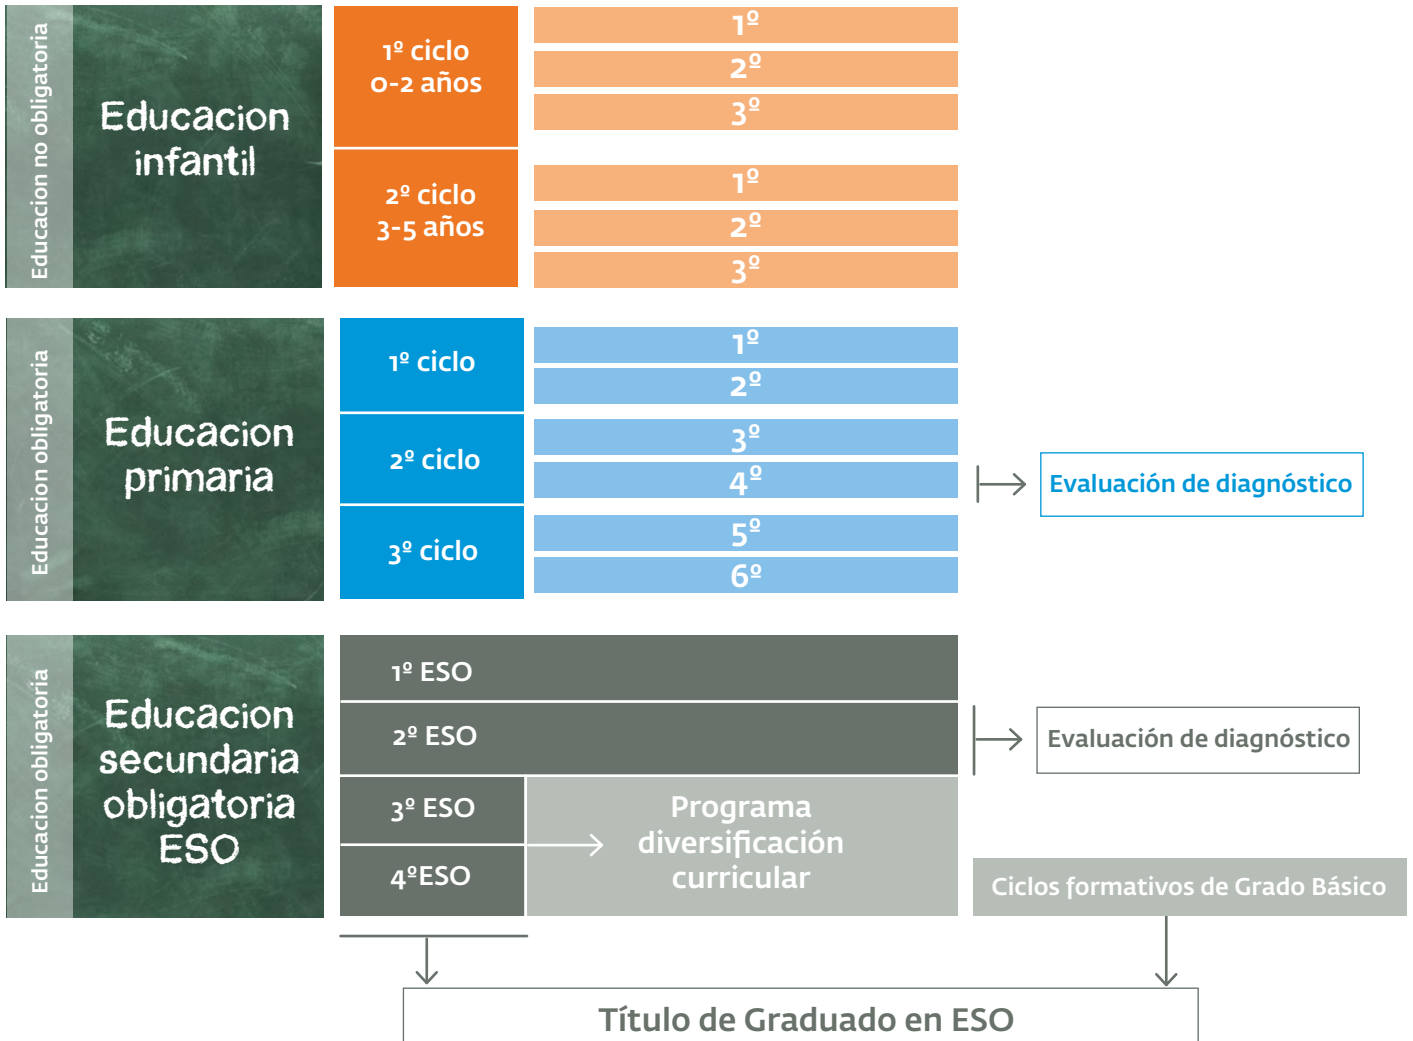 Educacion no obligatoria
Educacion
infantil
1º ciclo
0-2 años
1º
2º
3º
2º ciclo
3-5 años
1º
2º
3º
Educacion obligatoria
Educacion
primaria
1º ciclo
1º
2º
2º ciclo
3º
4º
Evaluación de diagnóstico
3º ciclo
5º
6º
Educacion obligatoria
Educacion
secundaria
obligatoria
ESO
1º ESO
2º ESO
Evaluación de diagnóstico
3º ESO
4ºESO
Programa
diversificación
curricular
Ciclos formativos de Grado Básico
Título de Graduado en ESO